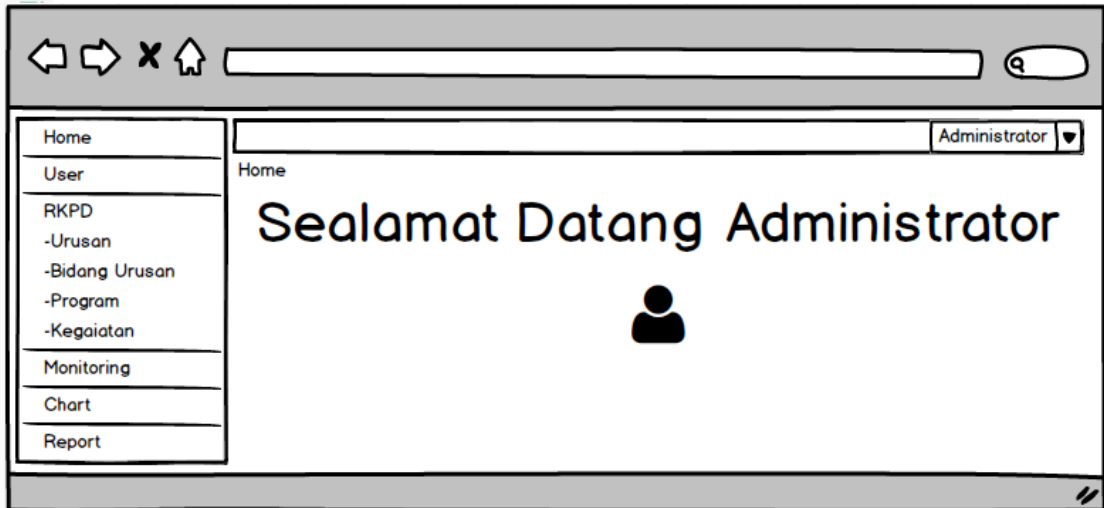 Home
User
RKPD
-Urusan
-Bidang Urusan
-Program
-Kegaiatan
Monitoring
Chart
Report
Administrator
Home
Sealamat Datang Administrator